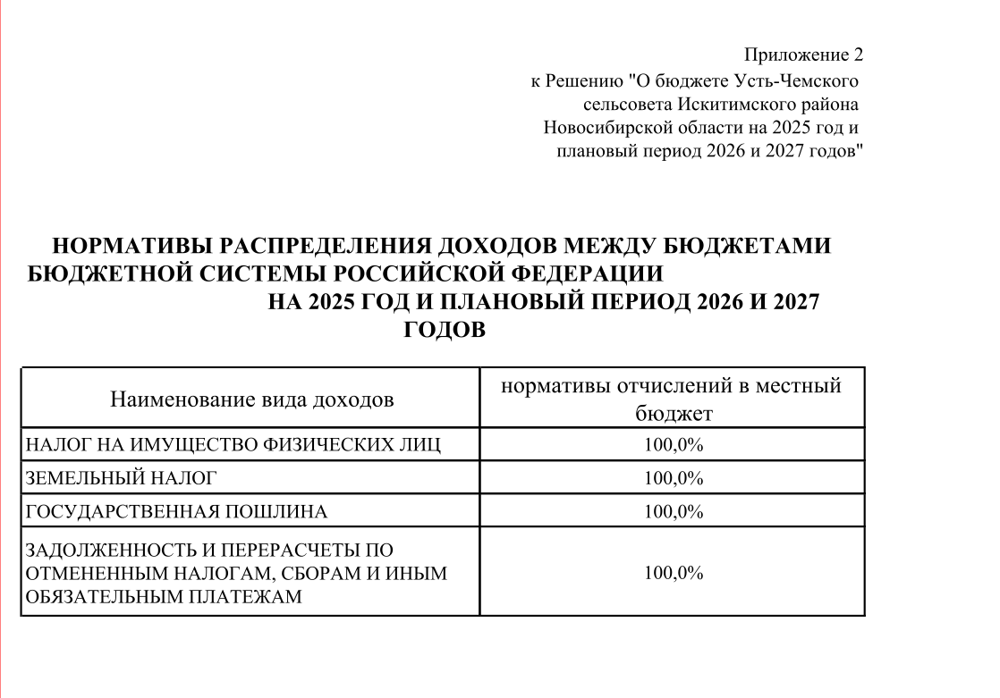 Приложение 2
к Решению "О бюджете Усть-Чемского
сельсовета Искитимского района
Новосибирской области на 2025 год и
плановый период 2026 и 2027 годов"
НОРМАТИВЫ РАСПРЕДЕЛЕНИЯ ДОХОДОВ МЕЖДУ БЮДЖЕТАМИ
БЮДЖЕТНОЙ СИСТЕМЫ РОССИЙСКОЙ ФЕДЕРАЦИИ
НА 2025 ГОД И ПЛАНОВЫЙ ПЕРИОД 2026 И 2027
ГОДОВ
Наименование вида доходов
нормативы отчислений в местный
бюджет
НАЛОГ НА ИМУЩЕСТВО ФИЗИЧЕСКИХ ЛИЦ
100,0%
ЗЕМЕЛЬНЫЙ НАЛОГ
100,0%
ГОСУДАРСТВЕННАЯ ПОШЛИНА
100,0%
ЗАДОЛЖЕННОСТЬ И ПЕРЕРАСЧЕТЫ ПО
ОТМЕНЕННЫМ НАЛОГАМ, СБОРАМ И ИНЫМ
ОБЯЗАТЕЛЬНЫМ ПЛАТЕЖАМ
100,0%